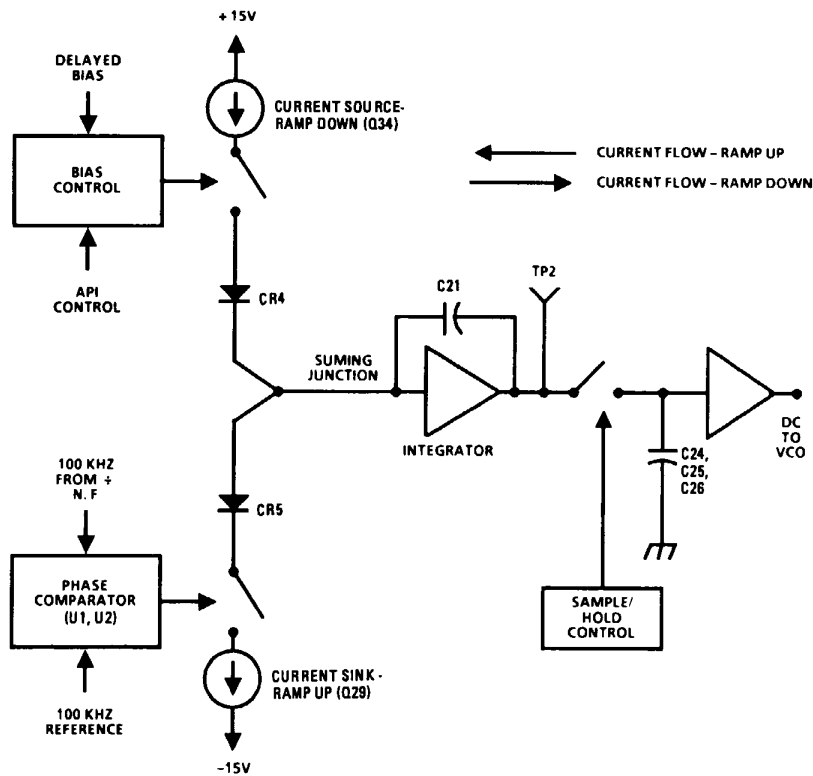 +15V
DELAYED
BIAS
CURRENT SOURCE-
RAMP DOWN (Q34)
BIAS
CONTROL
CURRENT FLOW – RAMP UP
CURRENT FLOW – RAMP DOWN
API
CONTROL
CR4
C21
TP2
SUMING
JUNCTION
INTEGRATOR
DC
TO
VCO
C24,
C25,
C26
100 KHZ
FROM ÷
N. F
CR5
PHASE
COMPARATOR
(U1, U2)
SAMPLE/
HOLD
CONTROL
CURRENT SINK -
RAMP UP (Q29)
100 KHZ
REFERENCE
–15V